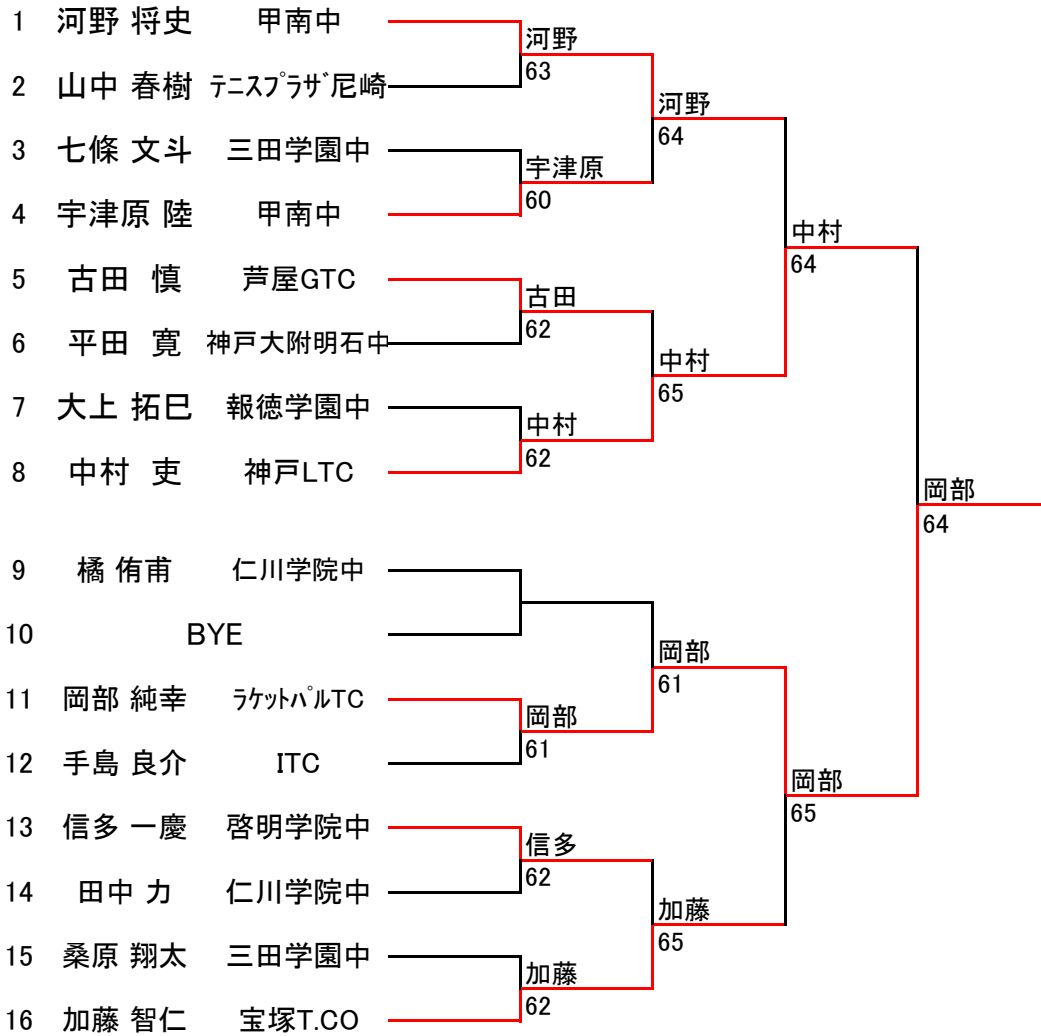 1 河野 将史 甲南中
河野
63
2 山中 春樹 ﾃﾆｽﾌﾟﾗｻﾞ尼崎
河野
64
3 七條 文斗 三田学園中
宇津原
60
4 宇津原 陸 甲南中
中村
64
5 古田 慎 芦屋GTC
古田
62
6 平田 寛 神戸大附明石中
中村
65
7 大上 拓巳 報徳学園中
中村
62
8 中村 吏 神戸LTC
岡部
64
9 橘 侑甫 仁川学院中
10 BYE
岡部
61
11 岡部 純幸 ﾗｹｯﾄﾊﾟﾙTC
岡部
61
12 手島 良介 ITC
岡部
65
13 信多 一慶 啓明学院中
信多
62
14 田中 力 仁川学院中
加藤
65
15 桑原 翔太 三田学園中
加藤
62
16 加藤 智仁 宝塚T.CO